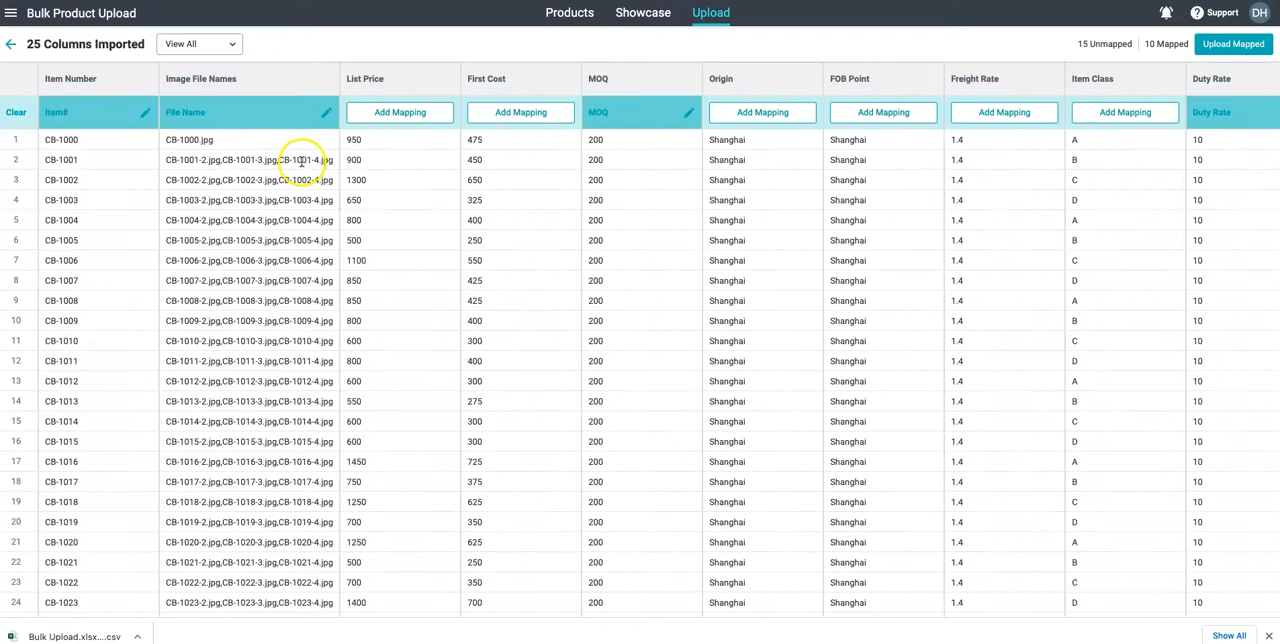 Bulk Product Upload Products Showcase Upload Support DH
25 Columns Imported View All 15 Unmapped 10 Mapped Upload Mapped
Item Number Image File Names List Price First Cost MOQ Origin FOB Point Freight Rate Item Class Duty Rate
Clear Item# File Name Add Mapping Add Mapping MOQ Add Mapping Add Mapping Add Mapping Add Mapping Duty Rate
1 CB-1000 CB-1000.jpg 950 475 200 Shanghai Shanghai 1.4 A 10
2 CB-1001 CB-1001-2.jpg,CB-1001-3.jpg,CB-1001-4.jpg 900 450 200 Shanghai Shanghai 1.4 B 10
3 CB-1002 CB-1002-2.jpg,CB-1002-3.jpg,CB-1002-4.jpg 1300 650 200 Shanghai Shanghai 1.4 C 10
4 CB-1003 CB-1003-2.jpg,CB-1003-3.jpg,CB-1003-4.jpg 650 325 200 Shanghai Shanghai 1.4 D 10
5 CB-1004 CB-1004-2.jpg,CB-1004-3.jpg,CB-1004-4.jpg 800 400 200 Shanghai Shanghai 1.4 A 10
6 CB-1005 CB-1005-2.jpg,CB-1005-3.jpg,CB-1005-4.jpg 500 250 200 Shanghai Shanghai 1.4 B 10
7 CB-1006 CB-1006-2.jpg,CB-1006-3.jpg,CB-1006-4.jpg 1100 550 200 Shanghai Shanghai 1.4 C 10
8 CB-1007 CB-1007-2.jpg,CB-1007-3.jpg,CB-1007-4.jpg 850 425 200 Shanghai Shanghai 1.4 D 10
9 CB-1008 CB-1008-2.jpg,CB-1008-3.jpg,CB-1008-4.jpg 850 425 200 Shanghai Shanghai 1.4 A 10
10 CB-1009 CB-1009-2.jpg,CB-1009-3.jpg,CB-1009-4.jpg 800 400 200 Shanghai Shanghai 1.4 B 10
11 CB-1010 CB-1010-2.jpg,CB-1010-3.jpg,CB-1010-4.jpg 600 300 200 Shanghai Shanghai 1.4 C 10
12 CB-1011 CB-1011-2.jpg,CB-1011-3.jpg,CB-1011-4.jpg 800 400 200 Shanghai Shanghai 1.4 D 10
13 CB-1012 CB-1012-2.jpg,CB-1012-3.jpg,CB-1012-4.jpg 600 300 200 Shanghai Shanghai 1.4 A 10
14 CB-1013 CB-1013-2.jpg,CB-1013-3.jpg,CB-1013-4.jpg 550 275 200 Shanghai Shanghai 1.4 B 10
15 CB-1014 CB-1014-2.jpg,CB-1014-3.jpg,CB-1014-4.jpg 600 300 200 Shanghai Shanghai 1.4 C 10
16 CB-1015 CB-1015-2.jpg,CB-1015-3.jpg,CB-1015-4.jpg 600 300 200 Shanghai Shanghai 1.4 D 10
17 CB-1016 CB-1016-2.jpg,CB-1016-3.jpg,CB-1016-4.jpg 1450 725 200 Shanghai Shanghai 1.4 A 10
18 CB-1017 CB-1017-2.jpg,CB-1017-3.jpg,CB-1017-4.jpg 750 375 200 Shanghai Shanghai 1.4 B 10
19 CB-1018 CB-1018-2.jpg,CB-1018-3.jpg,CB-1018-4.jpg 1250 625 200 Shanghai Shanghai 1.4 C 10
20 CB-1019 CB-1019-2.jpg,CB-1019-3.jpg,CB-1019-4.jpg 700 350 200 Shanghai Shanghai 1.4 D 10
21 CB-1020 CB-1020-2.jpg,CB-1020-3.jpg,CB-1020-4.jpg 1250 625 200 Shanghai Shanghai 1.4 A 10
22 CB-1021 CB-1021-2.jpg,CB-1021-3.jpg,CB-1021-4.jpg 500 250 200 Shanghai Shanghai 1.4 B 10
23 CB-1022 CB-1022-2.jpg,CB-1022-3.jpg,CB-1022-4.jpg 700 350 200 Shanghai Shanghai 1.4 C 10
24 CB-1023 CB-1023-2.jpg,CB-1023-3.jpg,CB-1023-4.jpg 1400 700 200 Shanghai Shanghai 1.4 D 10
Bulk Upload.xlsx....csv Show All